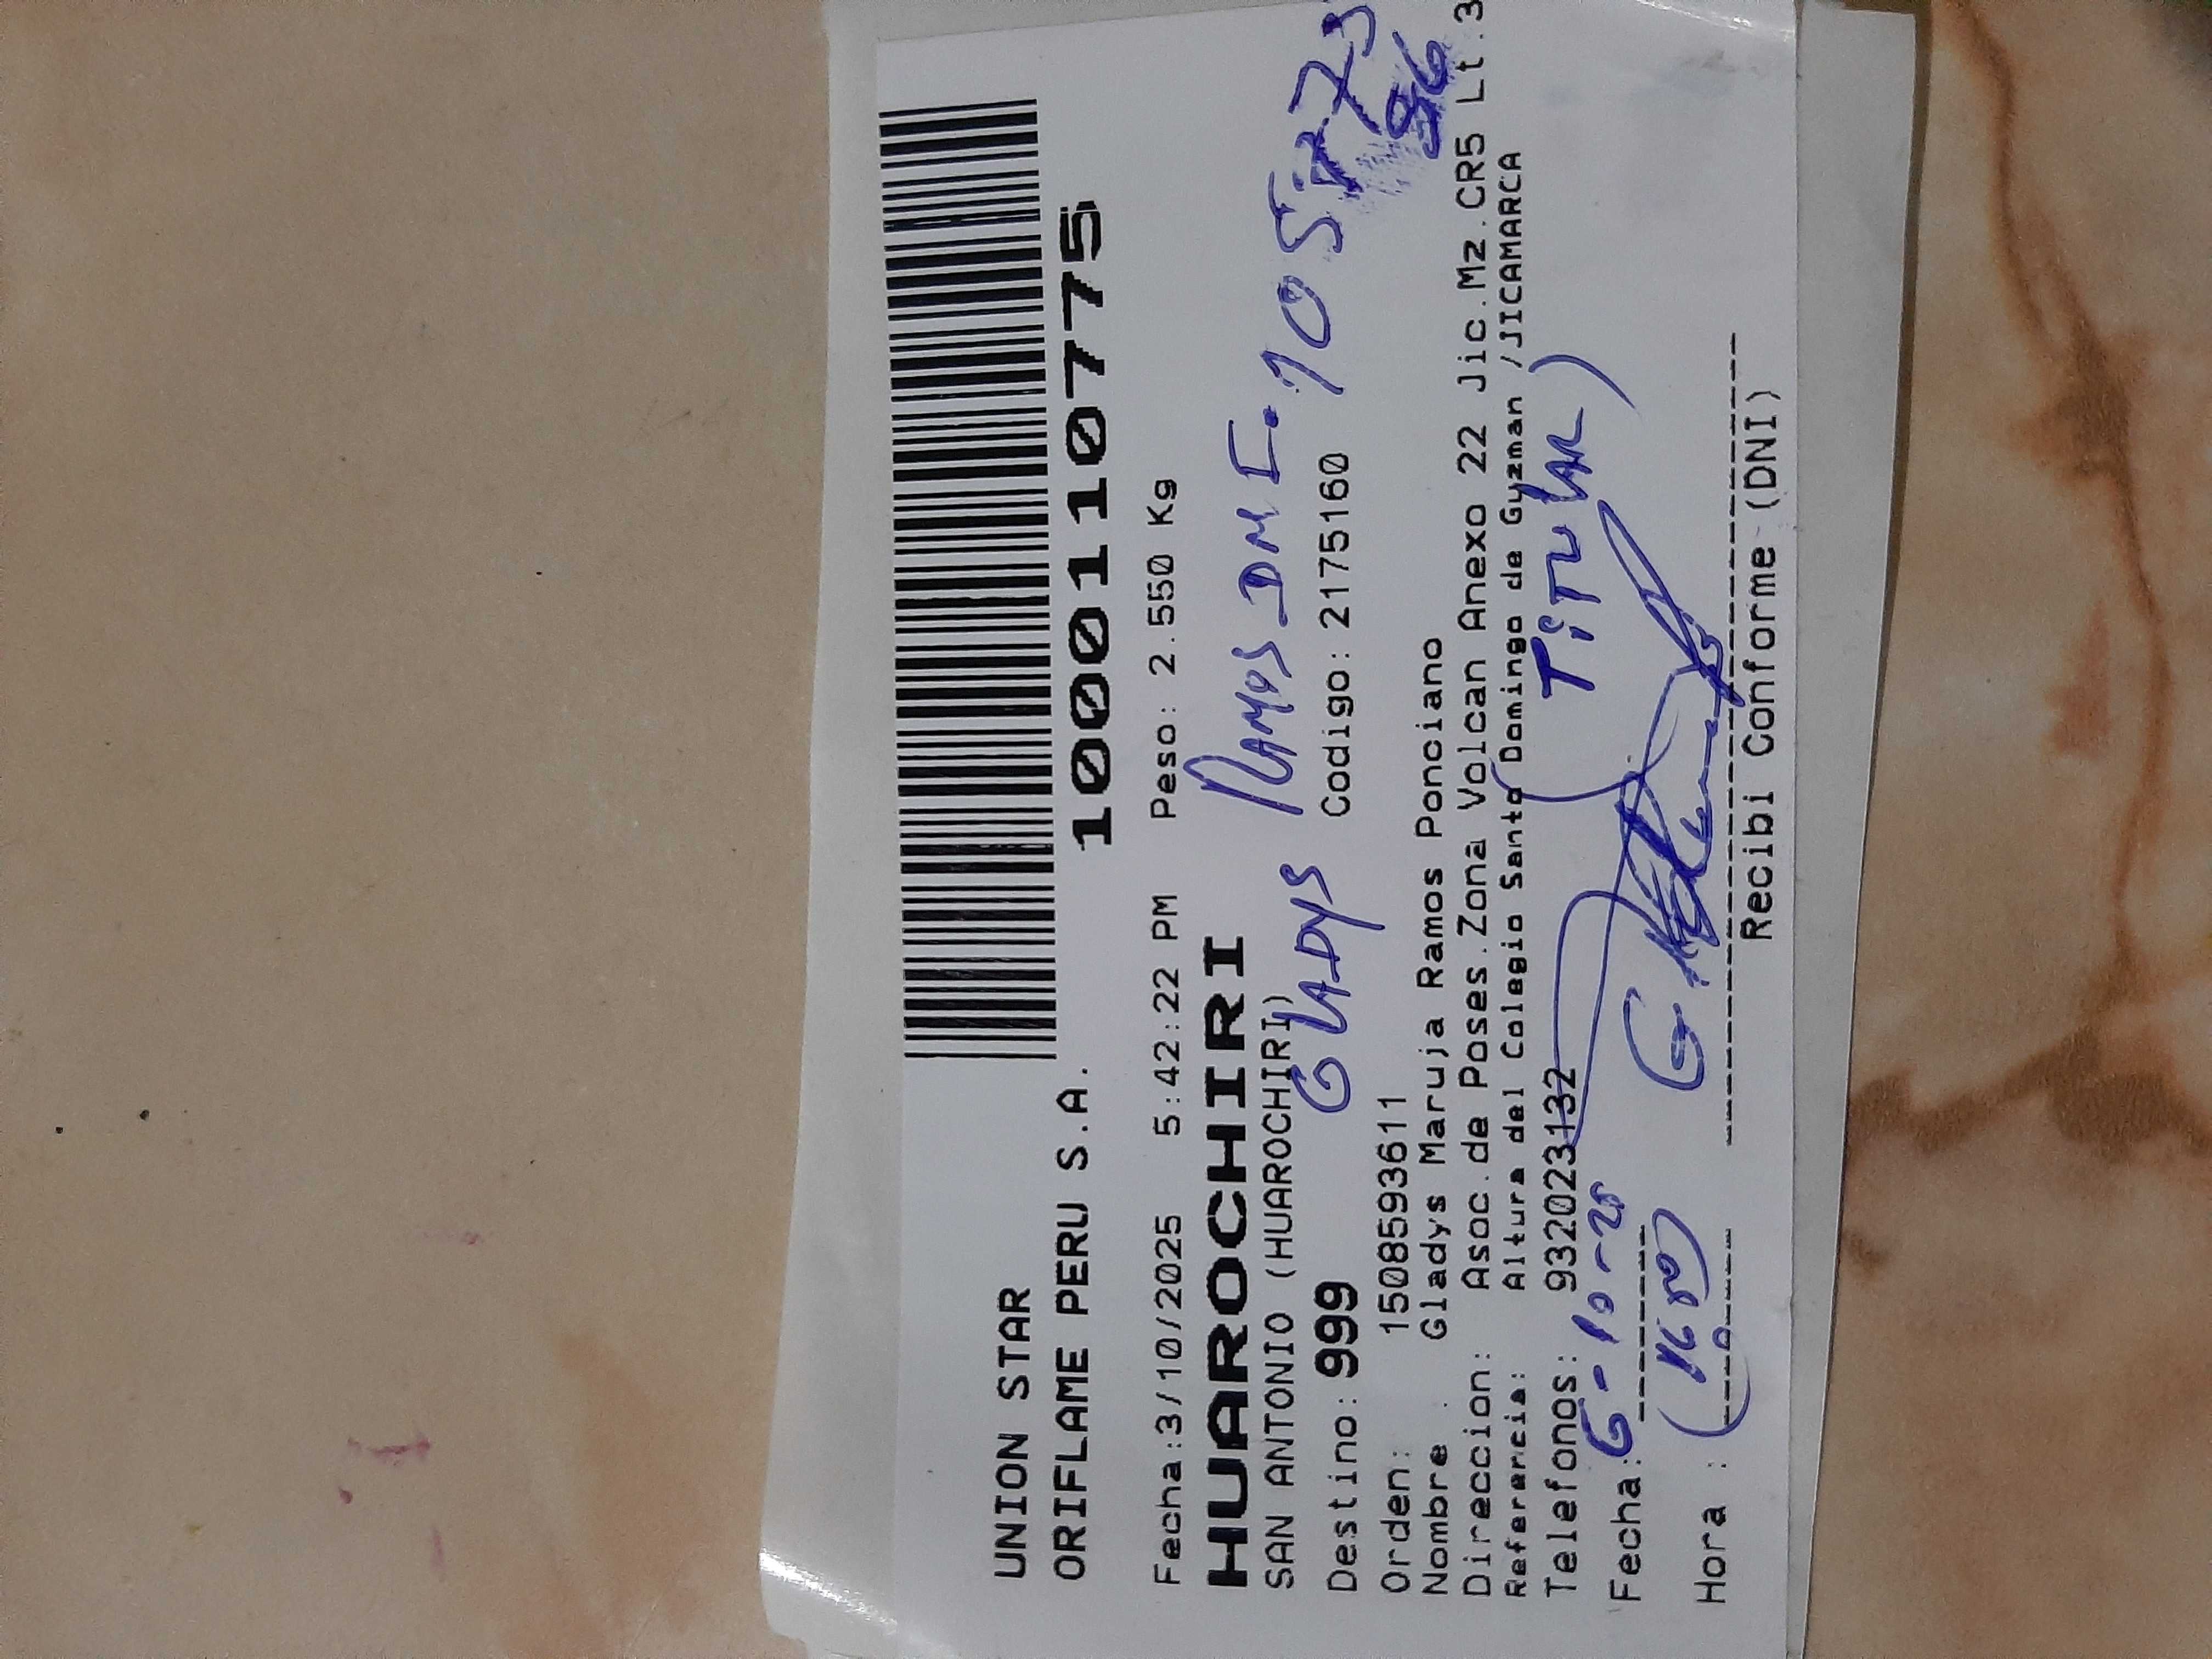 UNION STAR
ORIFLAME PERU S.A.
10001110775
Fecha:3/10/2025 5:42:22 PM Peso: 2.550 Kg
HUAROCHIRI
SAN ANTONIO (HUAROCHIRI)
GLADYS RAMOS DNI. 105
Destino: 999 Codigo: 2175160
Orden: 1508593611
Nombre : Gladys Maruja Ramos Ponciano
Direccion: Asoc.de Poses.Zona Volcan Anexo 22 Jic.Mz.CR5 Lt.3
Referencia: Altura del Colegio Santo Domingo de Guzman /JICAMARCA
Telefonos: 932023132 (TiTULAR)
Fecha: 6-10-25
Hora :
Recibi Conforme (DNI)